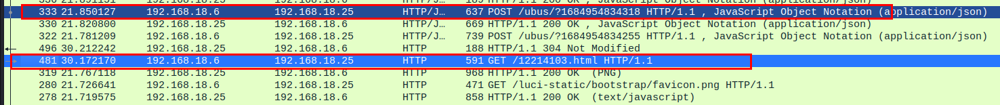 333 21.850127 192.168.18.6 192.168.18.25 HTTP/J… 637 POST /ubus/?1684954834318 HTTP/1.1 , JavaScript Object Notation (application/json)
330 21.820800 192.168.18.25 192.168.18.6 HTTP/J… 669 HTTP/1.1 200 OK , JavaScript Object Notation (application/json)
322 21.781209 192.168.18.6 192.168.18.25 HTTP/J… 739 POST /ubus/?1684954834255 HTTP/1.1 , JavaScript Object Notation (application/json)
496 30.212242 192.168.18.25 192.168.18.6 HTTP 188 HTTP/1.1 304 Not Modified
481 30.172170 192.168.18.6 192.168.18.25 HTTP 591 GET /12214103.html HTTP/1.1
319 21.767118 192.168.18.25 192.168.18.6 HTTP 968 HTTP/1.1 200 OK (PNG)
280 21.726641 192.168.18.6 192.168.18.25 HTTP 471 GET /luci-static/bootstrap/favicon.png HTTP/1.1
278 21.719575 192.168.18.25 192.168.18.6 HTTP 858 HTTP/1.1 200 OK (text/javascript)